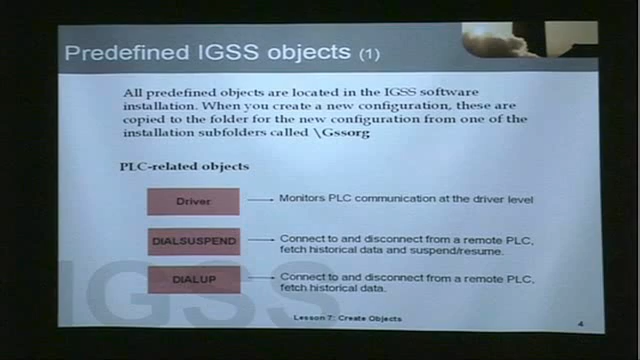 Predefined IGSS objects (1)
All predefined objects are located in the IGSS software
installation. When you create a new configuration, these are
copied to the folder for the new configuration from one of the
installation subfolders called \Gssorg
PLC-related objects
Driver
Monitors PLC communication at the driver level
DIALSUSPEND
Connect to and disconnect from a remote PLC,
fetch historical data and suspend/resume.
DIALUP
Connect to and disconnect from a remote PLC,
fetch historical data.
IGSS
Lesson 7: Create Objects
4